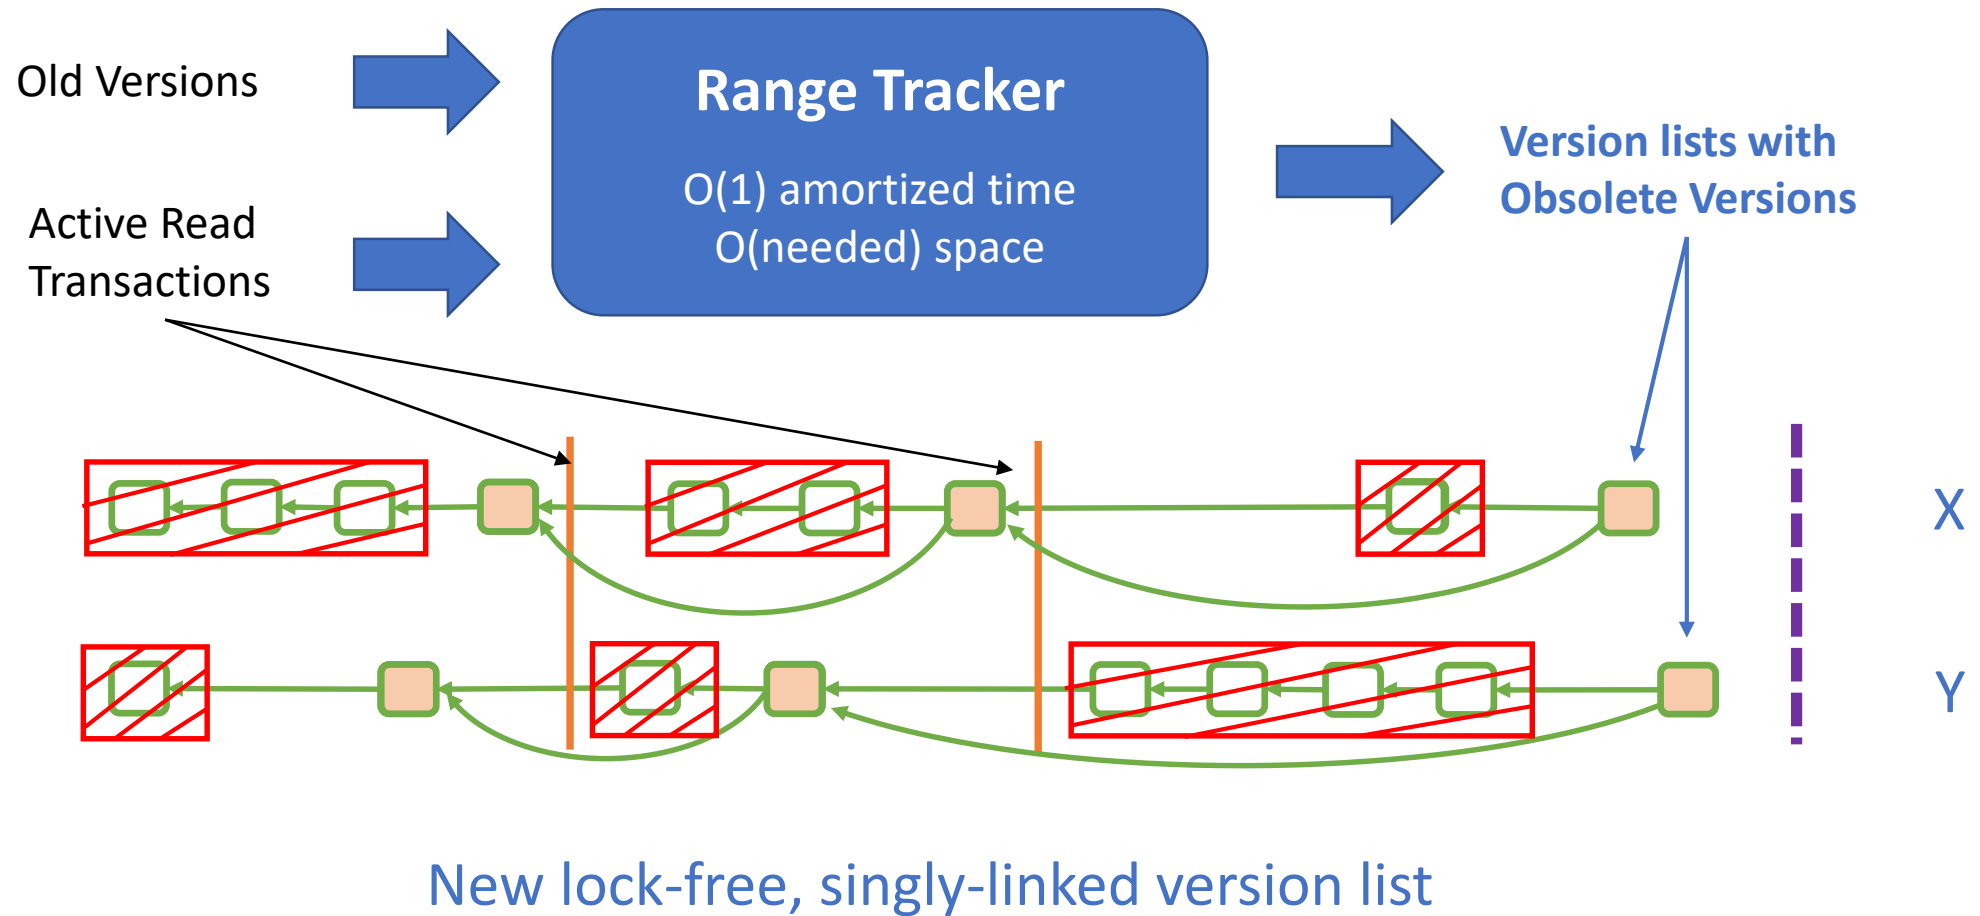 Old Versions
Active Read
Transactions
Range Tracker
O(1) amortized time
O(needed) space
Version lists with
Obsolete Versions
X
Y
New lock-free, singly-linked version list